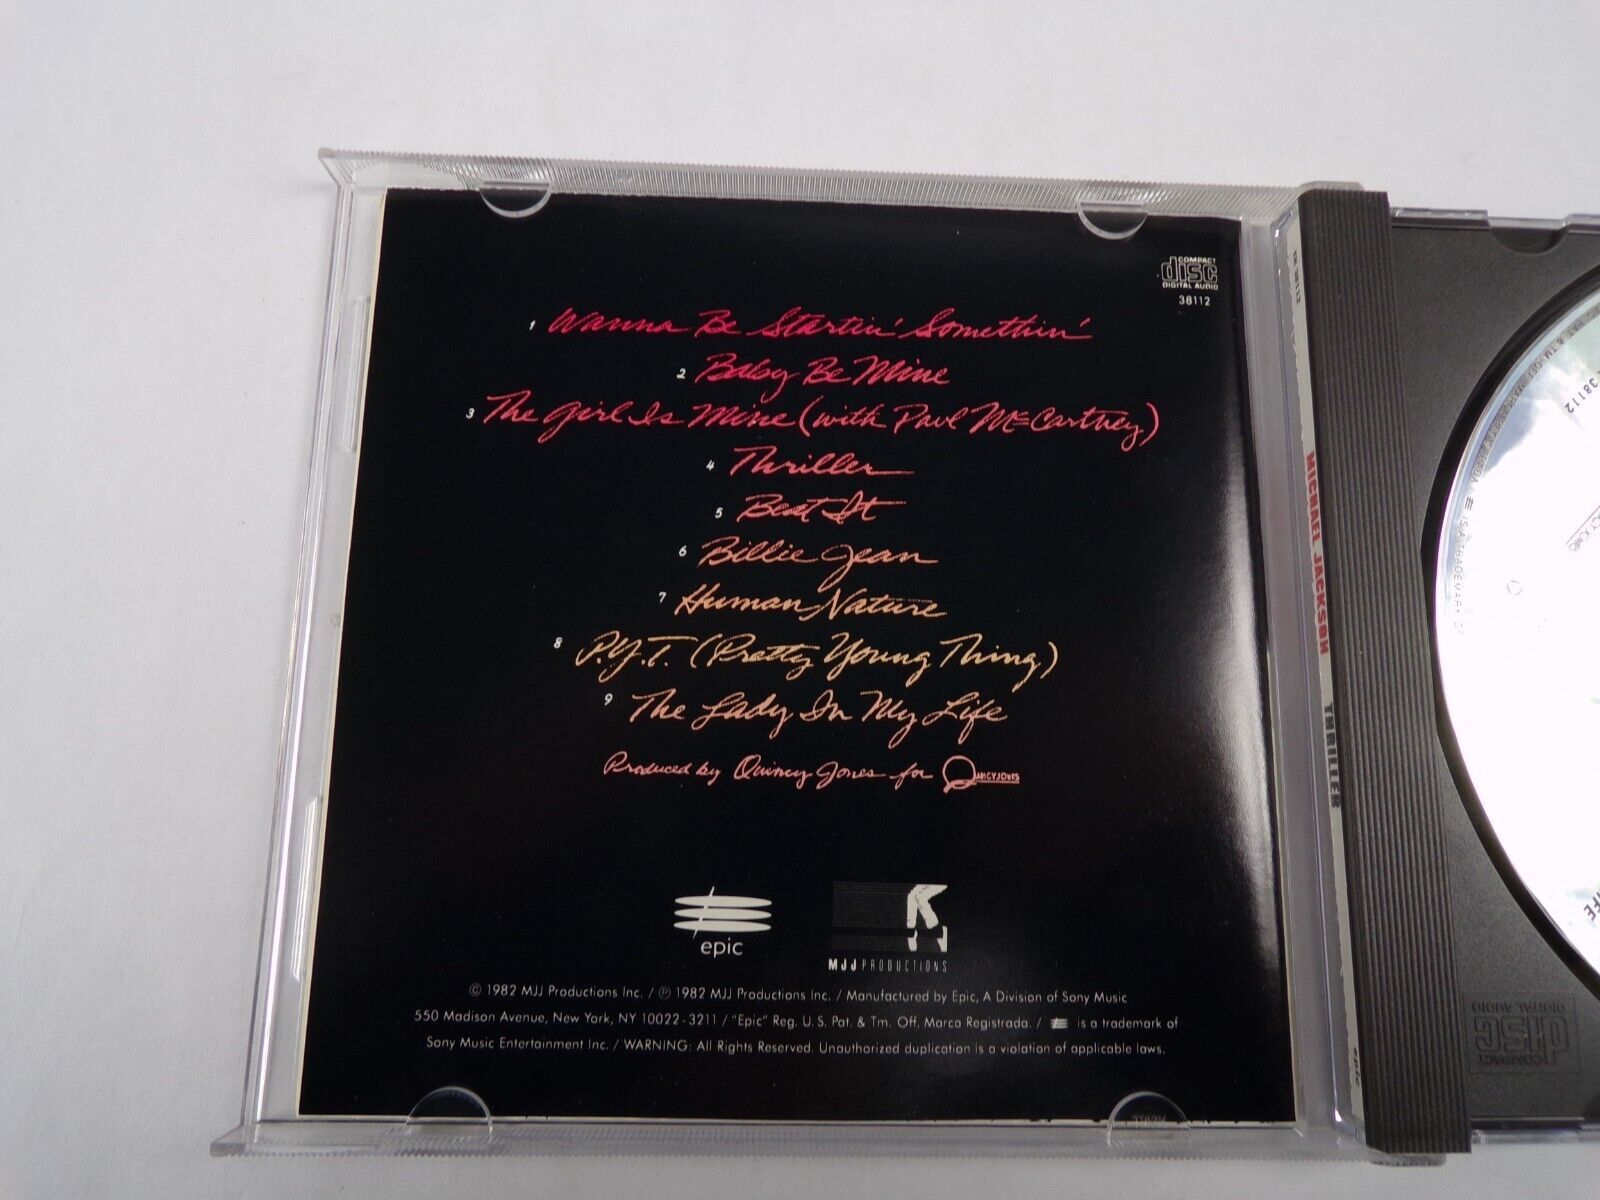 COMPACT
disc
DIGITAL AUDIO
38112
1 Wanna Be Startin' Somethin'
2 Baby Be Mine
3 The Girl Is Mine (with Paul McCartney)
4 Thriller
5 Beat It
6 Billie Jean
7 Human Nature
8 P.Y.T. (Pretty Young Thing)
9 The Lady In My Life
Produced by Quincy Jones for QUINCY JONES
epic
MJJ PRODUCTIONS
© 1982 MJJ Productions Inc. / ℗ 1982 MJJ Productions Inc. / Manufactured by Epic, A Division of Sony Music
550 Madison Avenue, New York, NY 10022-3211 / "Epic" Reg. U.S. Pat. & Tm. Off. Marca Registrada. / is a trademark of
Sony Music Entertainment Inc. / WARNING: All Rights Reserved. Unauthorized duplication is a violation of applicable laws.
MICHAEL JACKSON THRILLER
epic
38112
COMPACT
disc
DIGITAL AUDIO